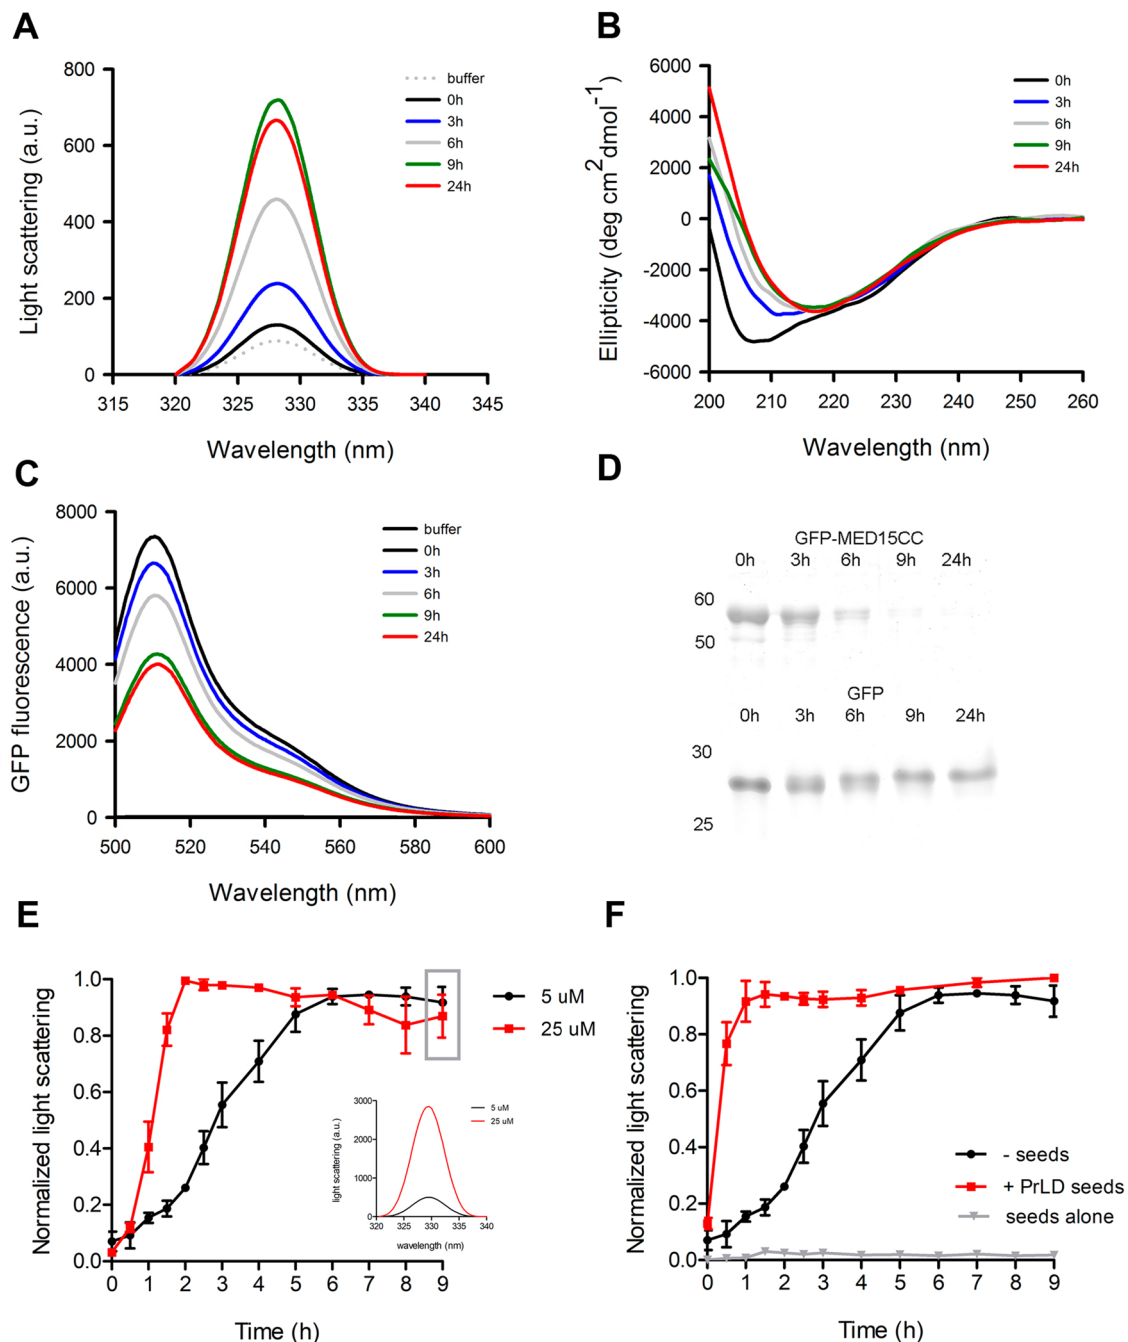 A
Light scattering (a.u.)
800
600
400
200
0
315 320 325 330 335 340 345
Wavelength (nm)
buffer
0h
3h
6h
9h
24h
B
Ellipticity (deg cm² dmol⁻¹)
6000
4000
2000
0
-2000
-4000
-6000
200 210 220 230 240 250 260
Wavelength (nm)
0h
3h
6h
9h
24h
C
GFP fluorescence (a.u.)
8000
6000
4000
2000
0
500 520 540 560 580 600
Wavelength (nm)
buffer
0h
3h
6h
9h
24h
D
GFP-MED15CC
0h 3h 6h 9h 24h
60
50
GFP
0h 3h 6h 9h 24h
30
25
E
Normalized light scattering
1.0
0.8
0.6
0.4
0.2
0.0
0 1 2 3 4 5 6 7 8 9
Time (h)
5 uM
25 uM
light scattering (a.u.)
3000
2000
1000
0
320 325 330 335 340
wavelength (nm)
5 uM
25 uM
F
Normalized light scattering
1.0
0.8
0.6
0.4
0.2
0.0
0 1 2 3 4 5 6 7 8 9
Time (h)
- seeds
+ PrLD seeds
seeds alone